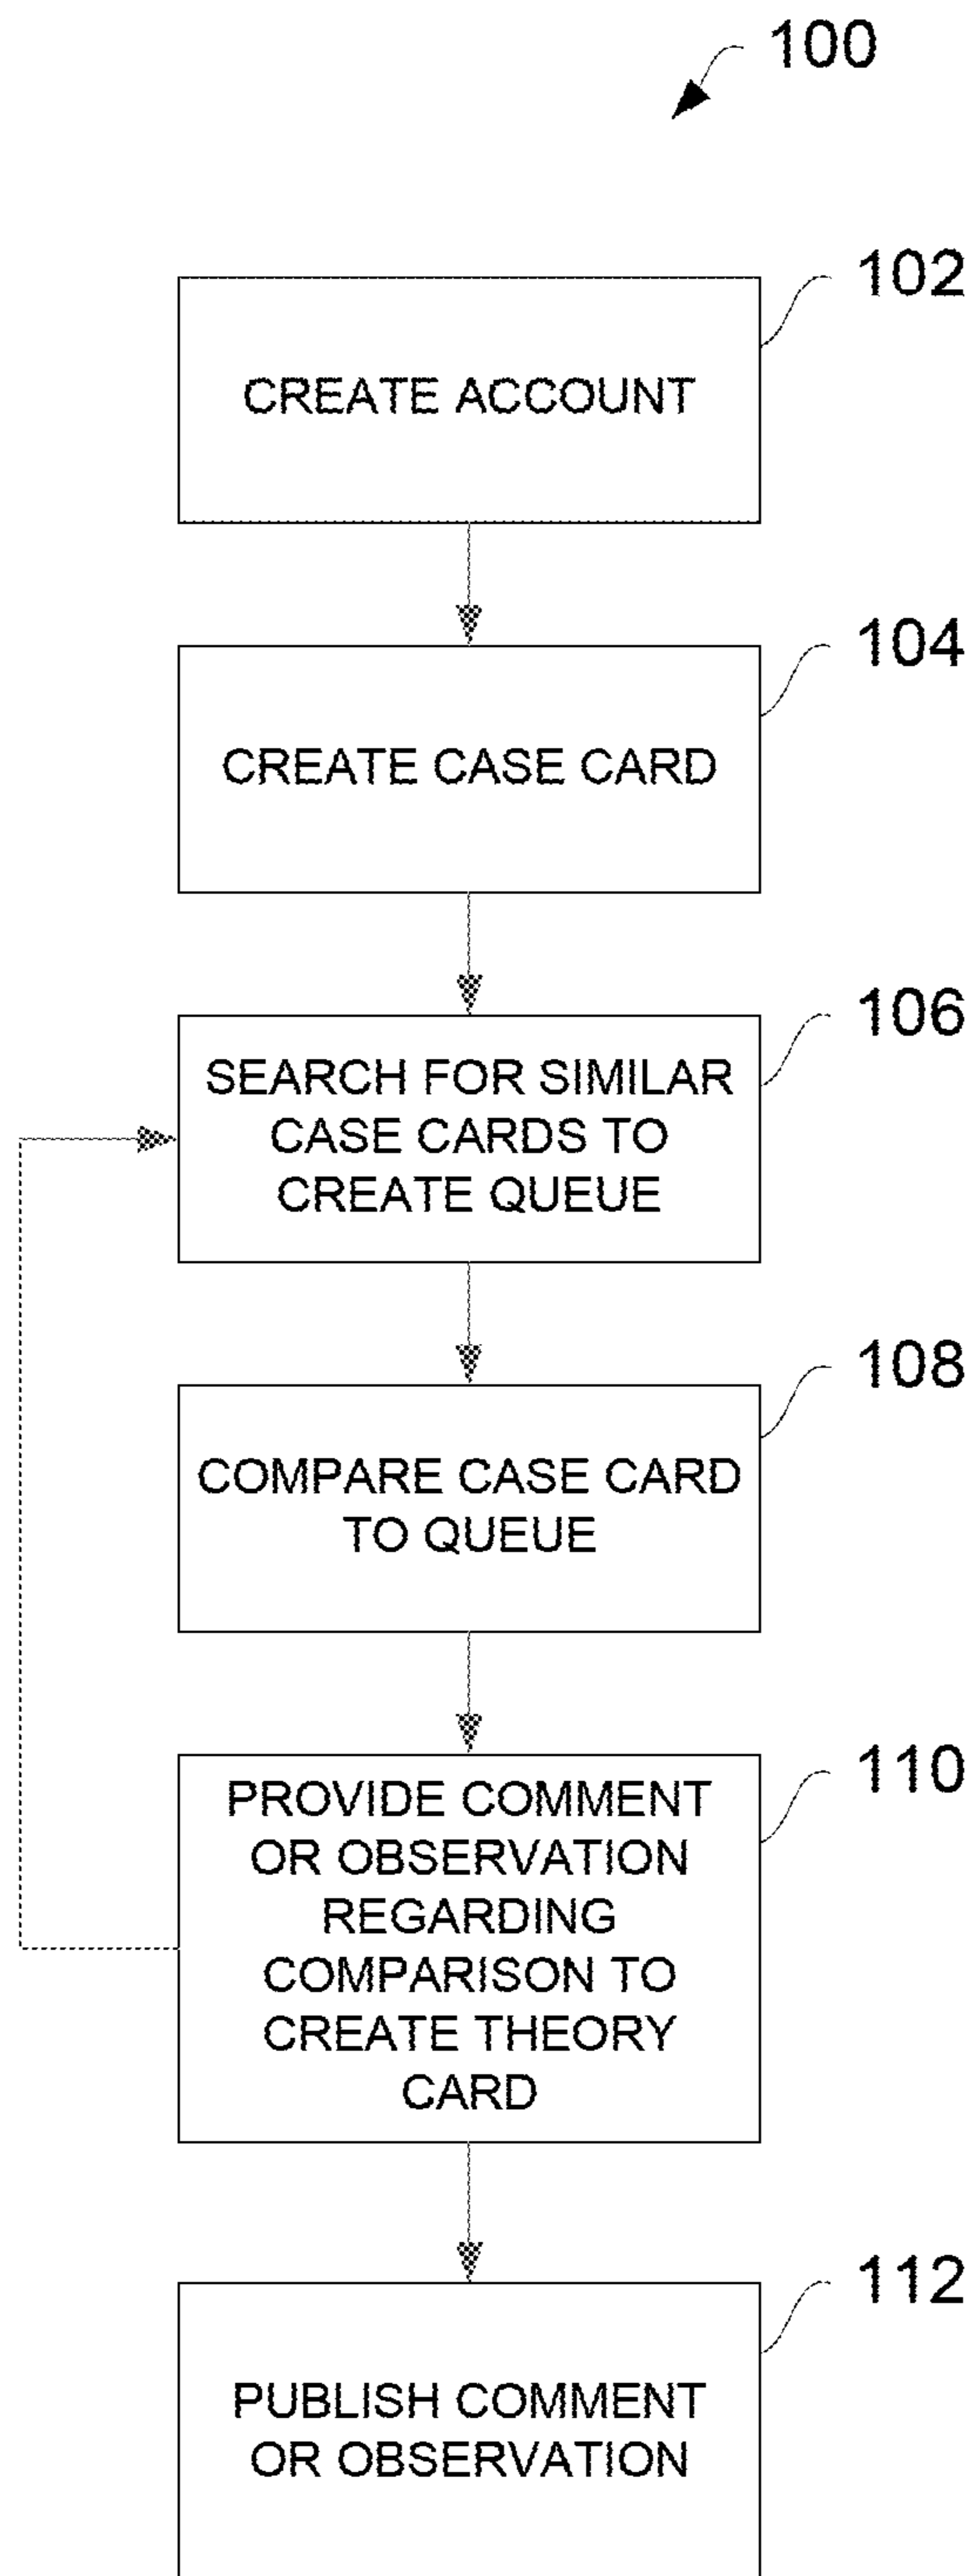 100
102
CREATE ACCOUNT
104
CREATE CASE CARD
106
SEARCH FOR SIMILAR
CASE CARDS TO
CREATE QUEUE
108
COMPARE CASE CARD
TO QUEUE
110
PROVIDE COMMENT
OR OBSERVATION
REGARDING
COMPARISON TO
CREATE THEORY
CARD
112
PUBLISH COMMENT
OR OBSERVATION